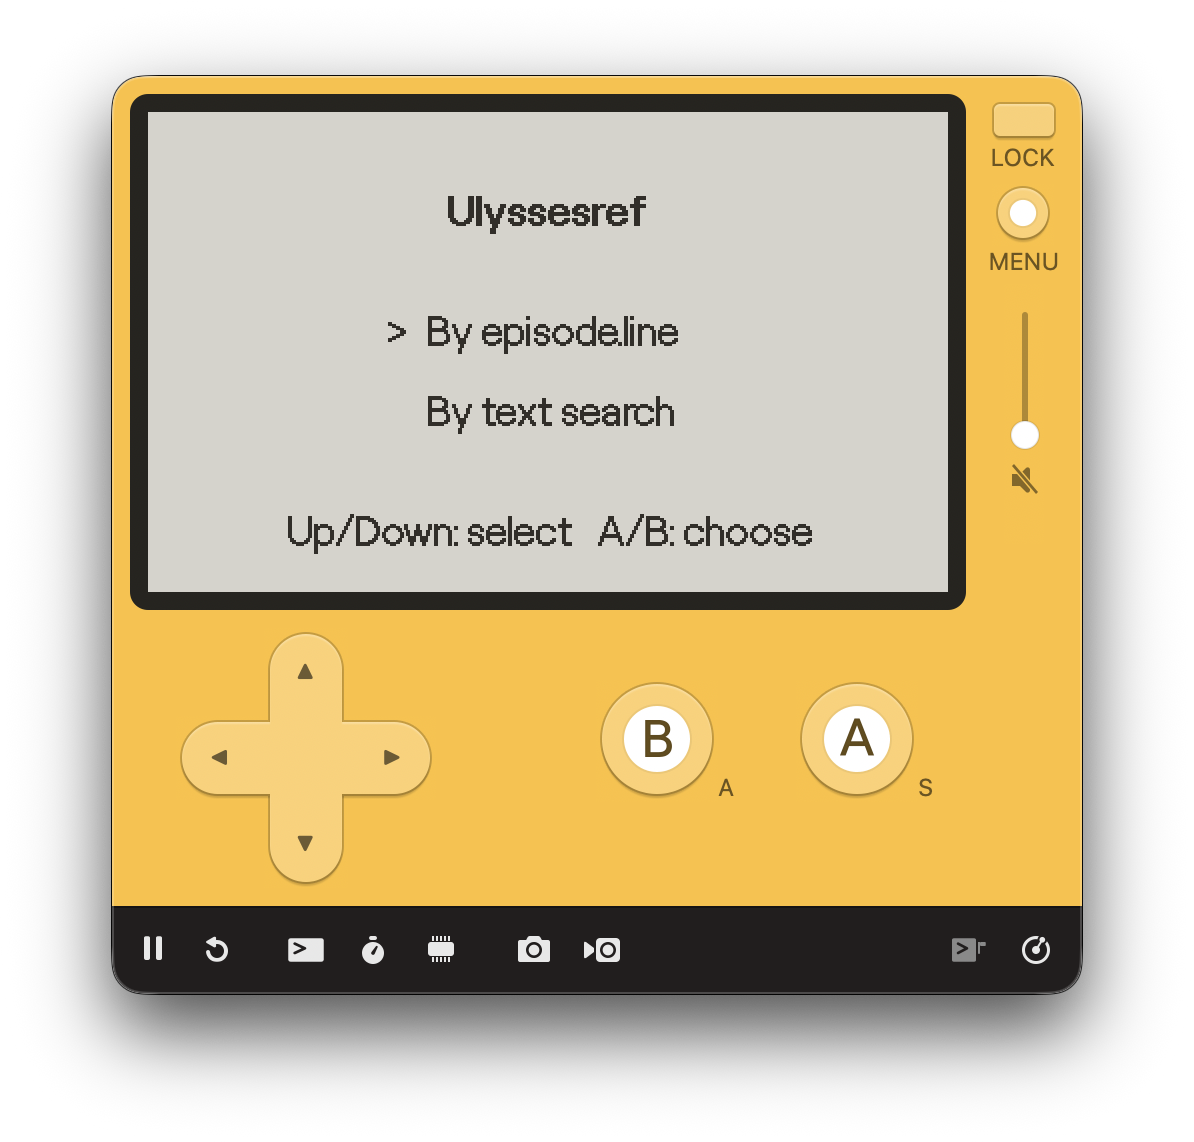 Ulyssesref
> By episode.line
By text search
Up/Down: select A/B: choose
LOCK
MENU
B
A
A
S